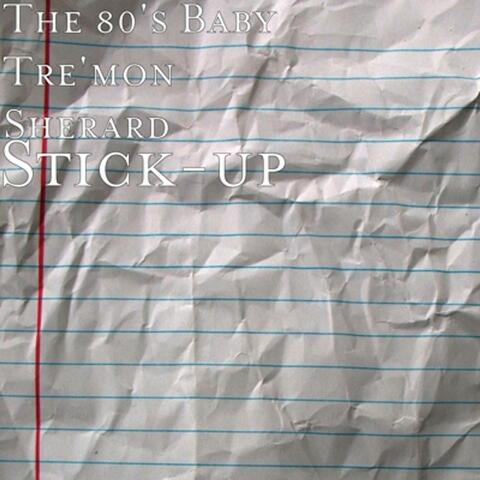 The 80's Baby
Tre'mon
Sherard
Stick-up